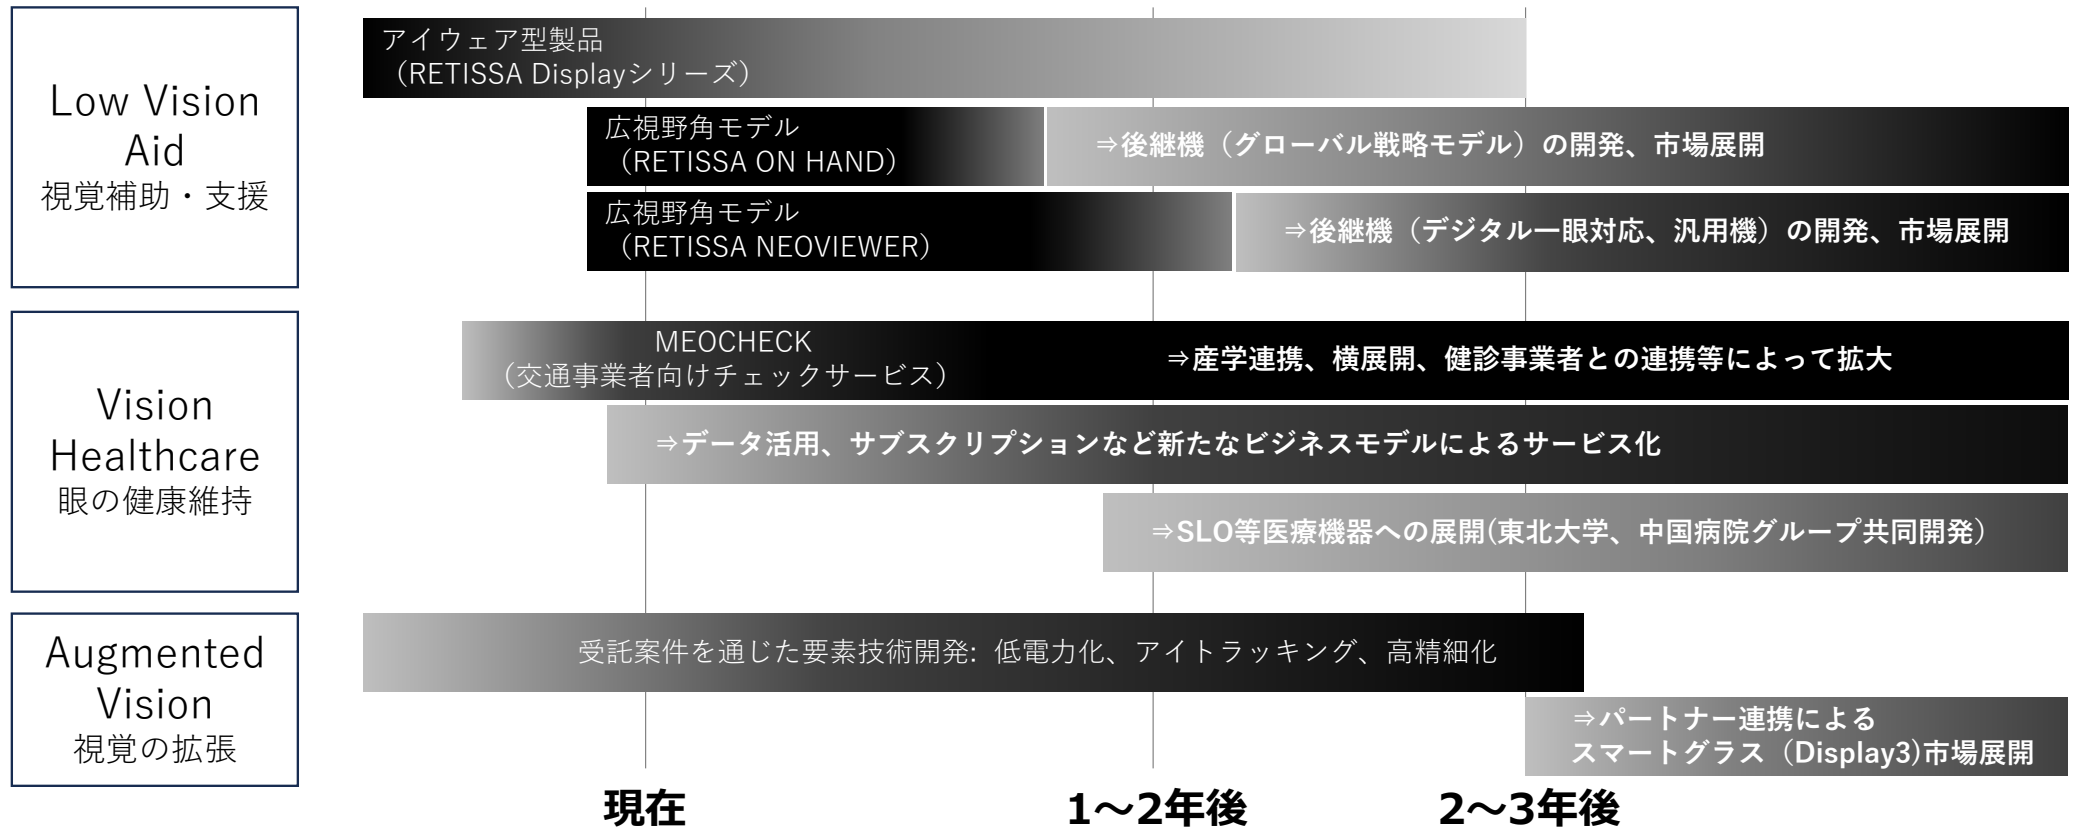 Low Vision
Aid
視覚補助・支援
アイウェア型製品
（RETISSA Displayシリーズ）
広視野角モデル
（RETISSA ON HAND）
⇒後継機（グローバル戦略モデル）の開発、市場展開
広視野角モデル
（RETISSA NEOVIEWER）
⇒後継機（デジタル一眼対応、汎用機）の開発、市場展開
Vision
Healthcare
眼の健康維持
MEOCHECK
（交通事業者向けチェックサービス）
⇒産学連携、横展開、健診事業者との連携等によって拡大
⇒データ活用、サブスクリプションなど新たなビジネスモデルによるサービス化
⇒SLO等医療機器への展開(東北大学、中国病院グループ共同開発）
Augmented
Vision
視覚の拡張
受託案件を通じた要素技術開発: 低電力化、アイトラッキング、高精細化
⇒パートナー連携による
スマートグラス（Display3)市場展開
現在
1～2年後
2～3年後